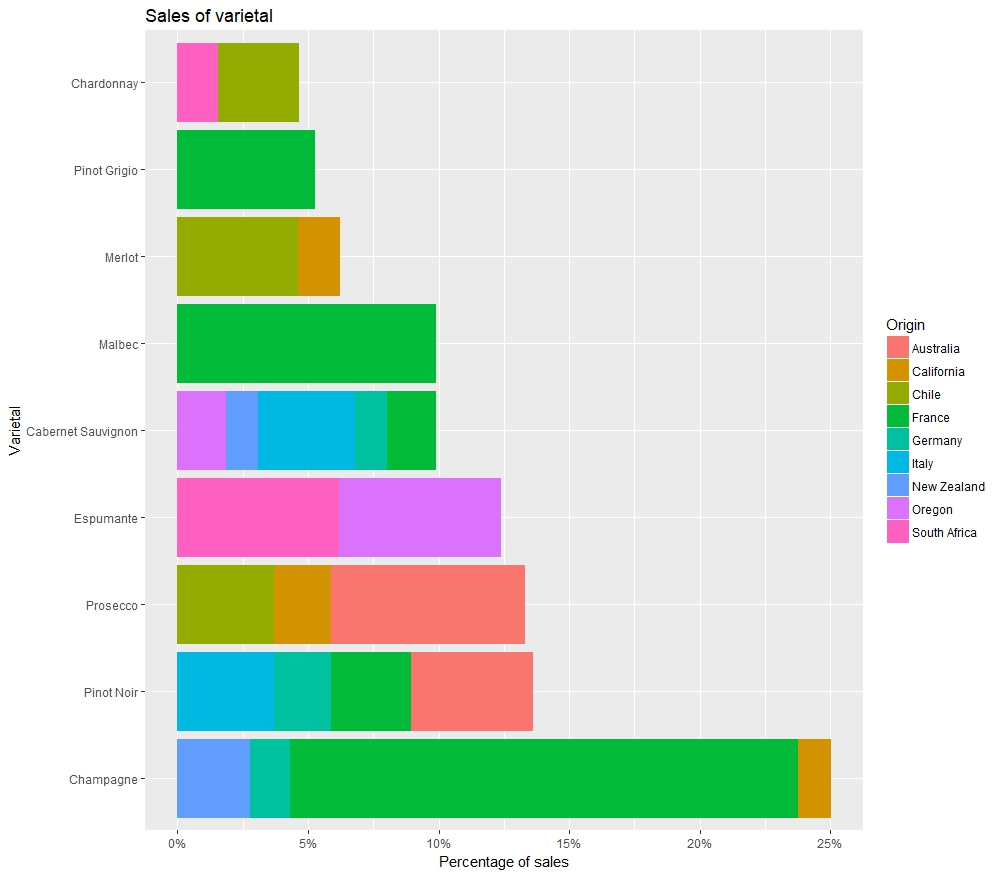 Sales of varietal
Chardonnay
Pinot Grigio
Merlot
Malbec
Cabernet Sauvignon
Espumante
Prosecco
Pinot Noir
Champagne
Varietal
0% 5% 10% 15% 20% 25%
Percentage of sales
Origin
Australia
California
Chile
France
Germany
Italy
New Zealand
Oregon
South Africa